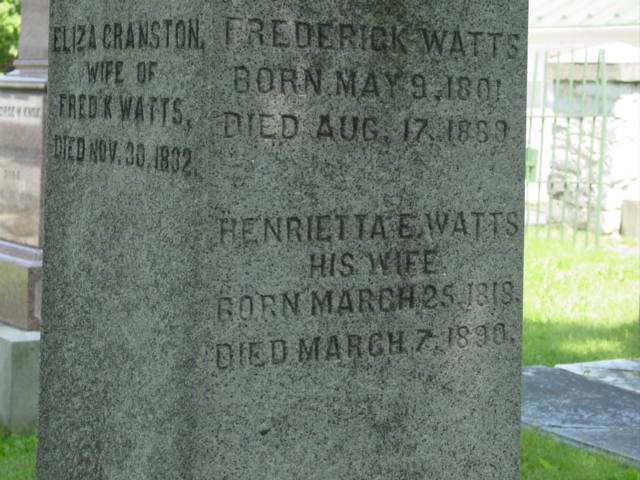 ELIZA CRANSTON,
WIFE OF
FRED'K WATTS,
DIED NOV. 30. 1832.
FREDERICK WATTS
BORN MAY 9. 1801
DIED AUG. 17. 1889
HENRIETTA E. WATTS
HIS WIFE
BORN MARCH 25. 1818.
DIED MARCH 7. 1890.